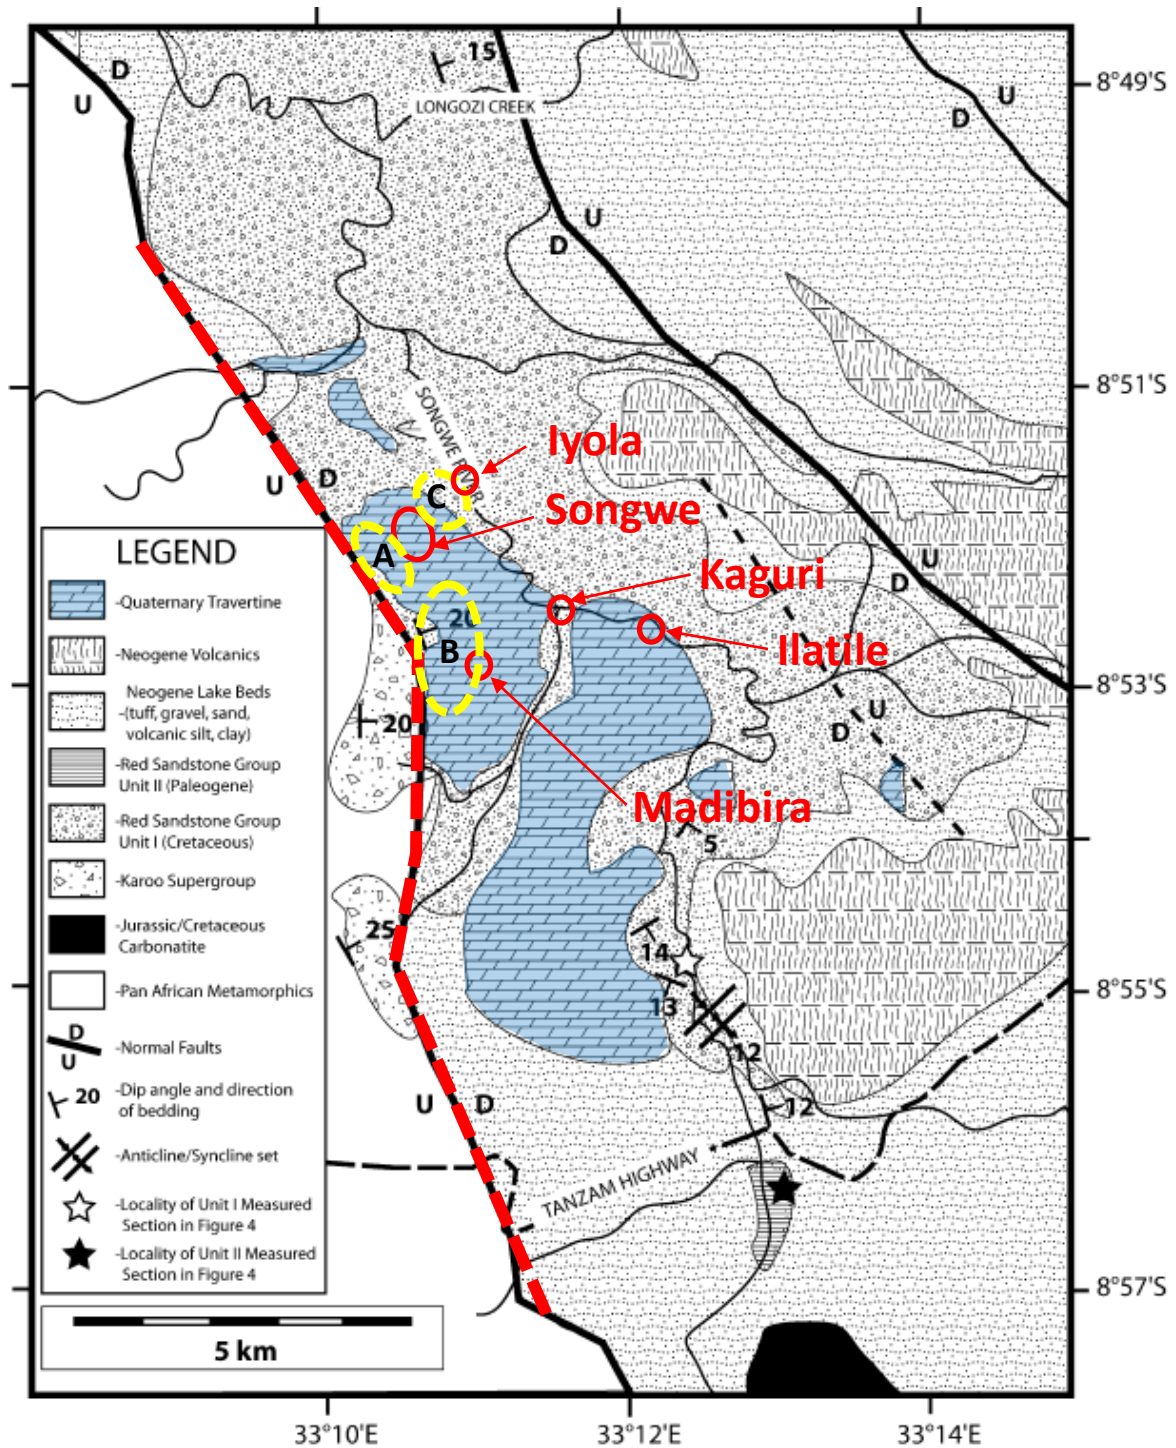 15
LONGOZI CREEK
D
U
U
D
U
D
8°49'S
8°51'S
8°53'S
8°55'S
8°57'S
SONGWE RIVER
Iyola
Songwe
Kaguri
Ilatile
Madibira
U
D
C
A
20
B
D
U
U
D
20
5
25
14
13
12
12
U
D
TANZAM HIGHWAY
LEGEND
-Quaternary Travertine
-Neogene Volcanics
Neogene Lake Beds
-(tuff, gravel, sand,
volcanic silt, clay)
-Red Sandstone Group
Unit II (Paleogene)
-Red Sandstone Group
Unit I (Cretaceous)
-Karoo Supergroup
-Jurassic/Cretaceous
Carbonatite
-Pan African Metamorphics
D
U
-Normal Faults
20
-Dip angle and direction
of bedding
-Anticline/Syncline set
-Locality of Unit I Measured
Section in Figure 4
-Locality of Unit II Measured
Section in Figure 4
5 km
33°10'E
33°12'E
33°14'E